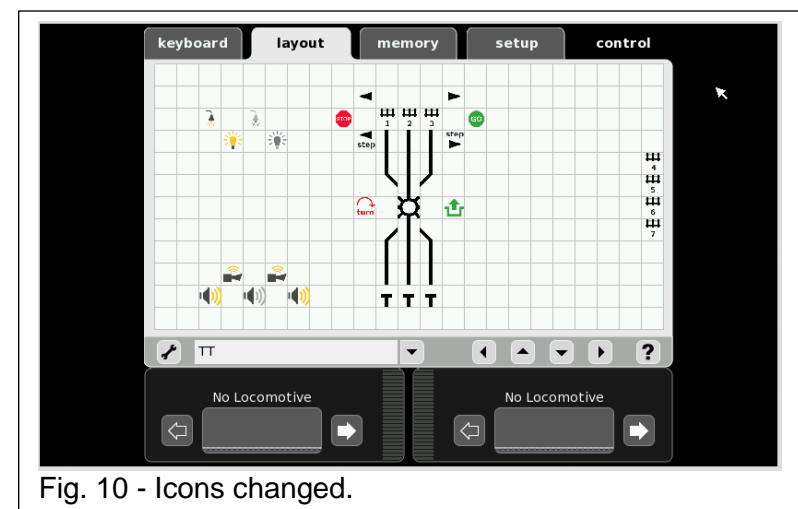 keyboard layout memory setup control
STOP 1 2 3 GO
step step
4
5
turn 6
7
T T T
TT ?
No Locomotive No Locomotive
Fig. 10 - Icons changed.